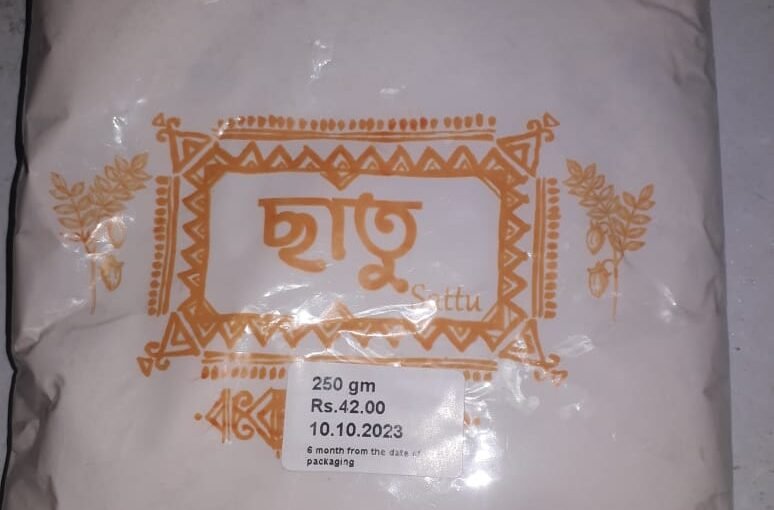 ছাতু
Sattu
250 gm
Rs.42.00
10.10.2023
6 month from the date of
packaging